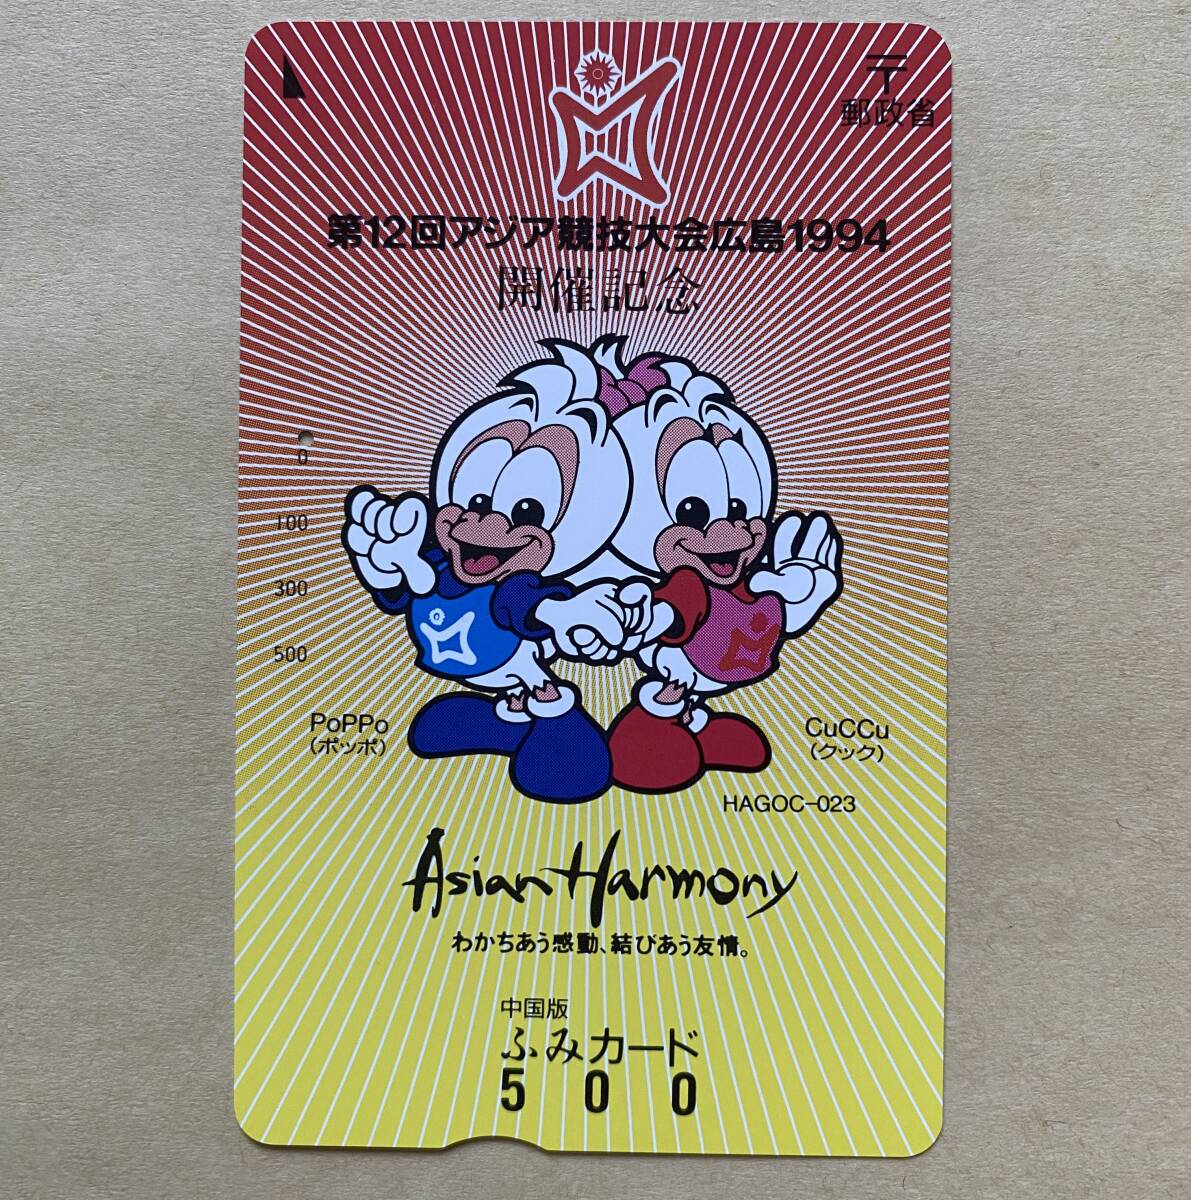 〒
郵政省
第12回アジア競技大会広島1994
開催記念
0
100
300
500
PoPPo
(ポッポ)
CuCCu
(クック)
HAGOC-023
Asian Harmony
わかちあう感動、結びあう友情。
中国版
ふみカード
500